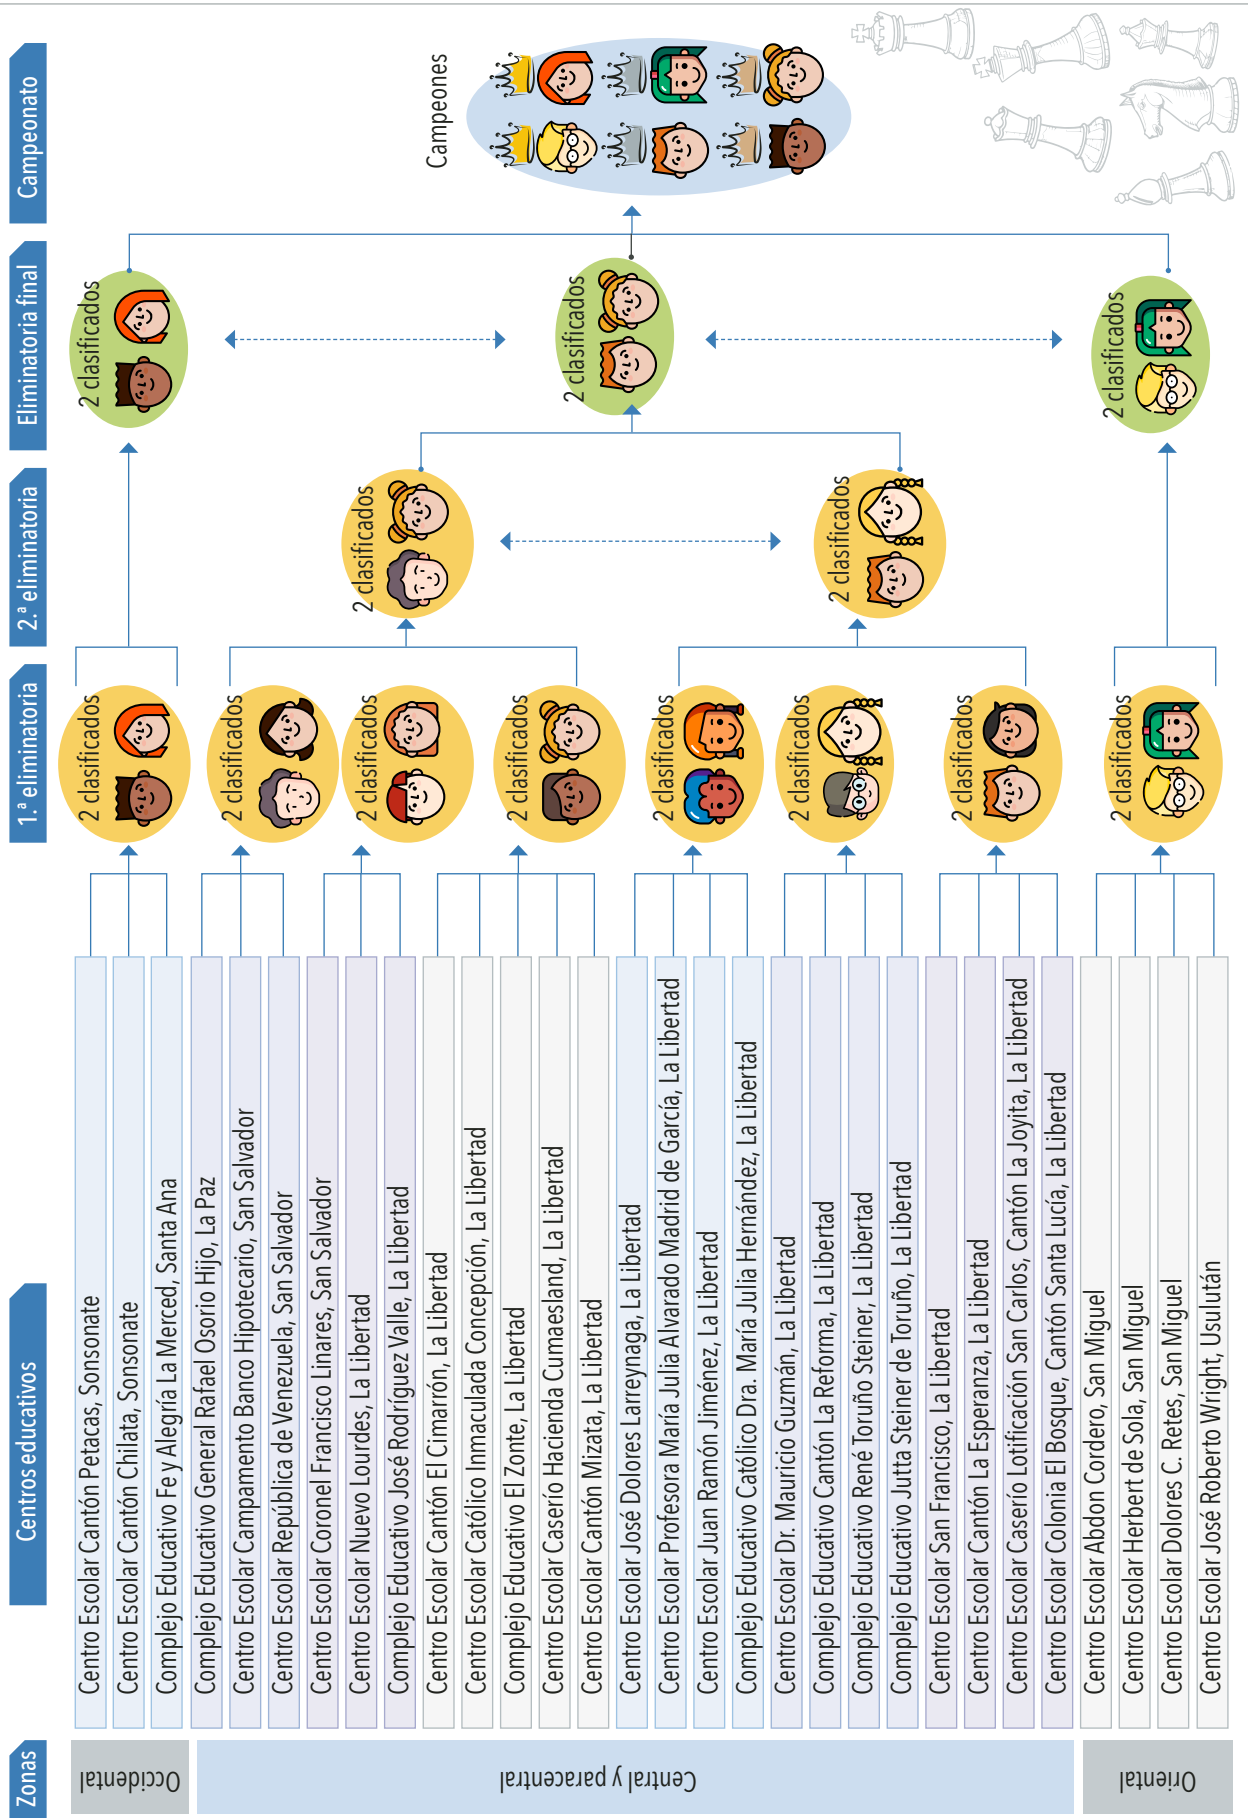 Zonas
Centros educativos
1.ª eliminatoria
2.ª eliminatoria
Eliminatoria final
Campeonato
Occidental
Centro Escolar Cantón Petacas, Sonsonate
Centro Escolar Cantón Chilata, Sonsonate
Complejo Educativo Fe y Alegría La Merced, Santa Ana
Central y paracentral
Complejo Educativo General Rafael Osorio Hijo, La Paz
Centro Escolar Campamento Banco Hipotecario, San Salvador
Centro Escolar República de Venezuela, San Salvador
Centro Escolar Coronel Francisco Linares, San Salvador
Centro Escolar Nuevo Lourdes, La Libertad
Complejo Educativo José Rodríguez Valle, La Libertad
Centro Escolar Cantón El Cimarrón, La Libertad
Centro Escolar Católico Inmaculada Concepción, La Libertad
Complejo Educativo El Zonte, La Libertad
Centro Escolar Caserío Hacienda Cumaesland, La Libertad
Centro Escolar Cantón Mizata, La Libertad
Centro Escolar José Dolores Larreynaga, La Libertad
Centro Escolar Profesora María Julia Alvarado Madrid de García, La Libertad
Centro Escolar Juan Ramón Jiménez, La Libertad
Complejo Educativo Católico Dra. María Julia Hernández, La Libertad
Centro Escolar Dr. Mauricio Guzmán, La Libertad
Complejo Educativo Cantón La Reforma, La Libertad
Complejo Educativo René Toruño Steiner, La Libertad
Complejo Educativo Jutta Steiner de Toruño, La Libertad
Centro Escolar San Francisco, La Libertad
Centro Escolar Cantón La Esperanza, La Libertad
Centro Escolar Caserío Lotificación San Carlos, Cantón La Joyita, La Libertad
Centro Escolar Colonia El Bosque, Cantón Santa Lucía, La Libertad
Oriental
Centro Escolar Abdon Cordero, San Miguel
Centro Escolar Herbert de Sola, San Miguel
Centro Escolar Dolores C. Retes, San Miguel
Centro Escolar José Roberto Wright, Usulután
2 clasificados
2 clasificados
2 clasificados
2 clasificados
2 clasificados
2 clasificados
2 clasificados
2 clasificados
2 clasificados
2 clasificados
2 clasificados
2 clasificados
2 clasificados
Campeones